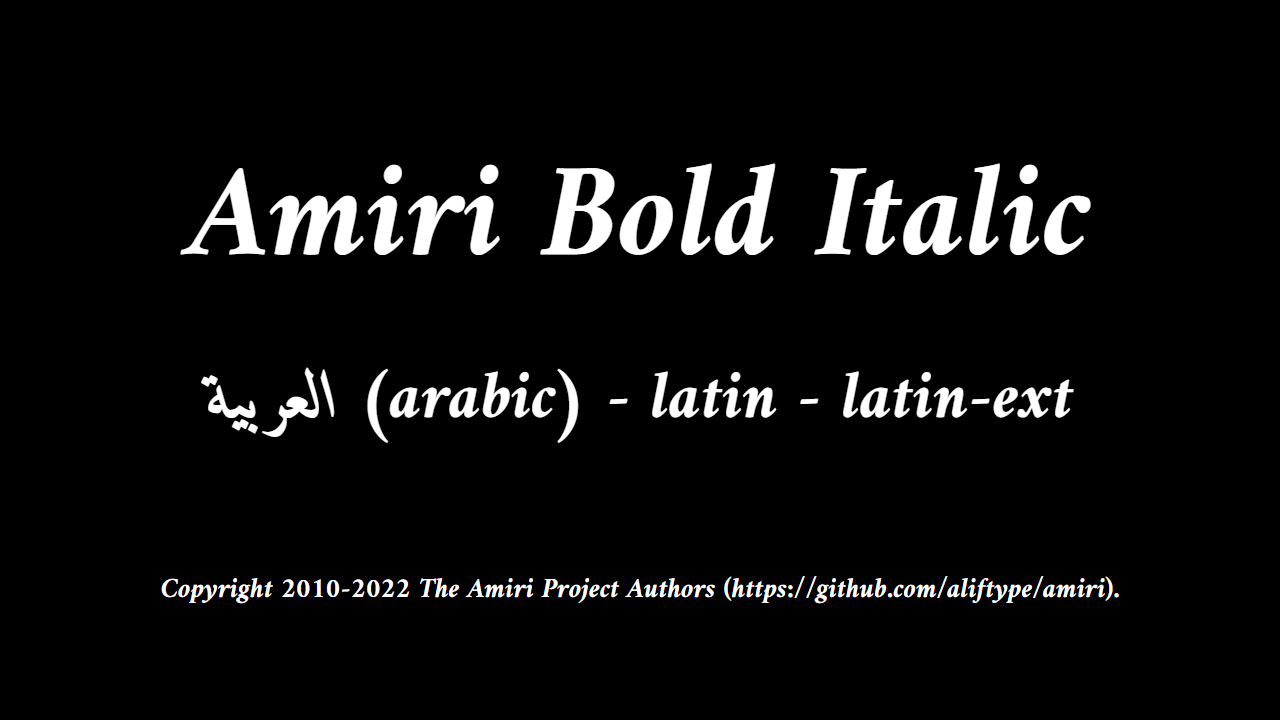 Amiri Bold Italic
العربية (arabic) - latin - latin-ext
Copyright 2010-2022 The Amiri Project Authors (https://github.com/aliftype/amiri).